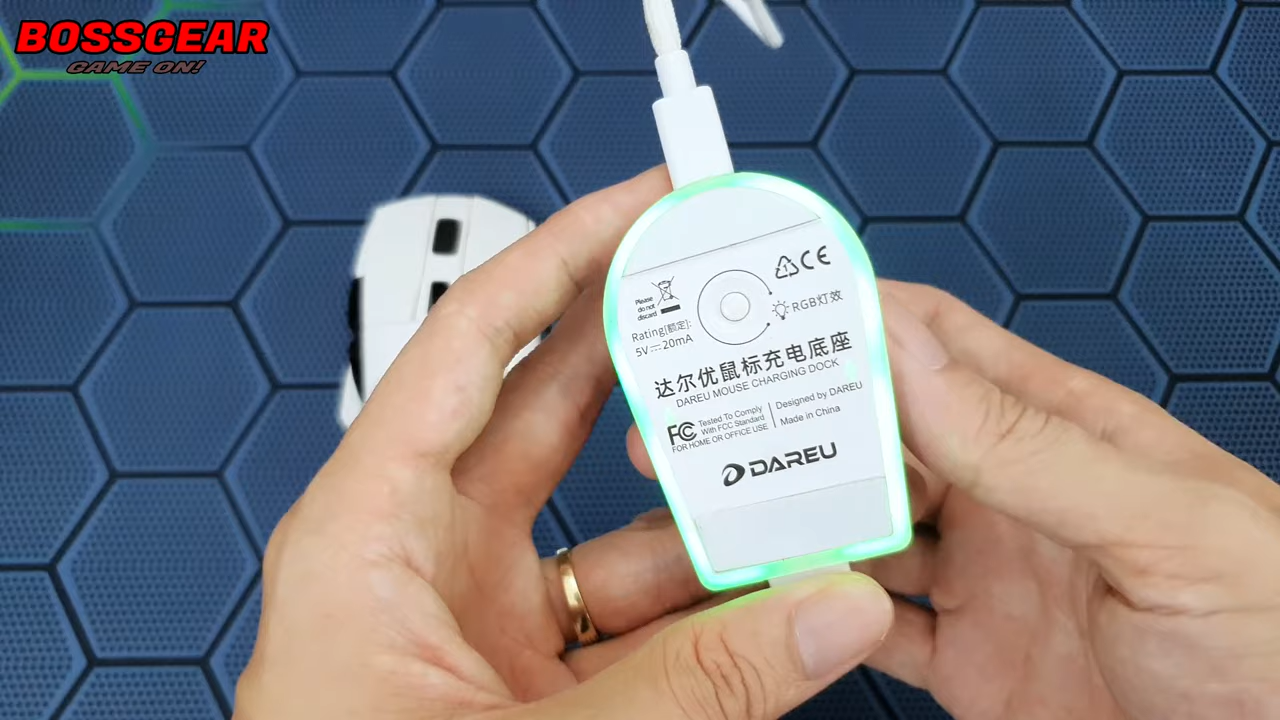 BOSSGEAR
GAME ON!
Please
do not
discard
Rating[额定]:
5V⎓20mA
CE
RGB灯效
达尔优鼠标充电底座
DAREU MOUSE CHARGING DOCK
FC Tested To Comply
With FCC Standard
FOR HOME OR OFFICE USE
Designed by DAREU
Made in China
DAREU